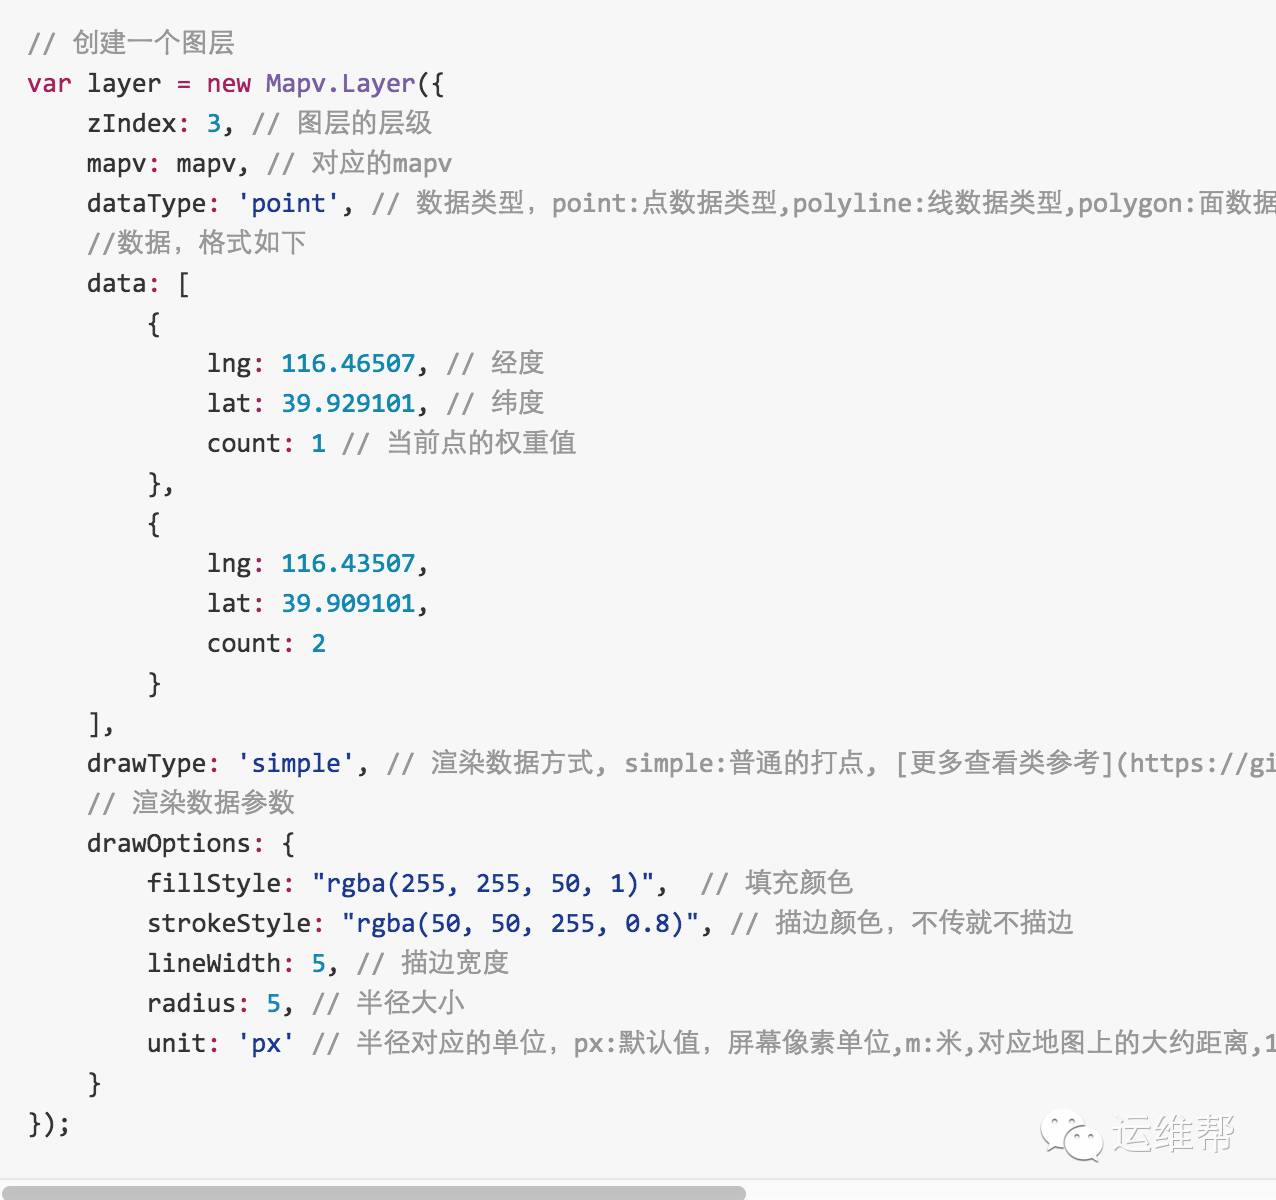 // 创建一个图层
var layer = new Mapv.Layer({
    zIndex: 3, // 图层的层级
    mapv: mapv, // 对应的mapv
    dataType: 'point', // 数据类型，point:点数据类型,polyline:线数据类型,polygon:面数据
    //数据，格式如下
    data: [
        {
            lng: 116.46507, // 经度
            lat: 39.929101, // 纬度
            count: 1 // 当前点的权重值
        },
        {
            lng: 116.43507,
            lat: 39.909101,
            count: 2
        }
    ],
    drawType: 'simple', // 渲染数据方式, simple:普通的打点, [更多查看类参考](https://gi
    // 渲染数据参数
    drawOptions: {
        fillStyle: "rgba(255, 255, 50, 1)",  // 填充颜色
        strokeStyle: "rgba(50, 50, 255, 0.8)", // 描边颜色，不传就不描边
        lineWidth: 5, // 描边宽度
        radius: 5, // 半径大小
        unit: 'px' // 半径对应的单位，px:默认值，屏幕像素单位,m:米,对应地图上的大约距离,1
    }
});
运维帮